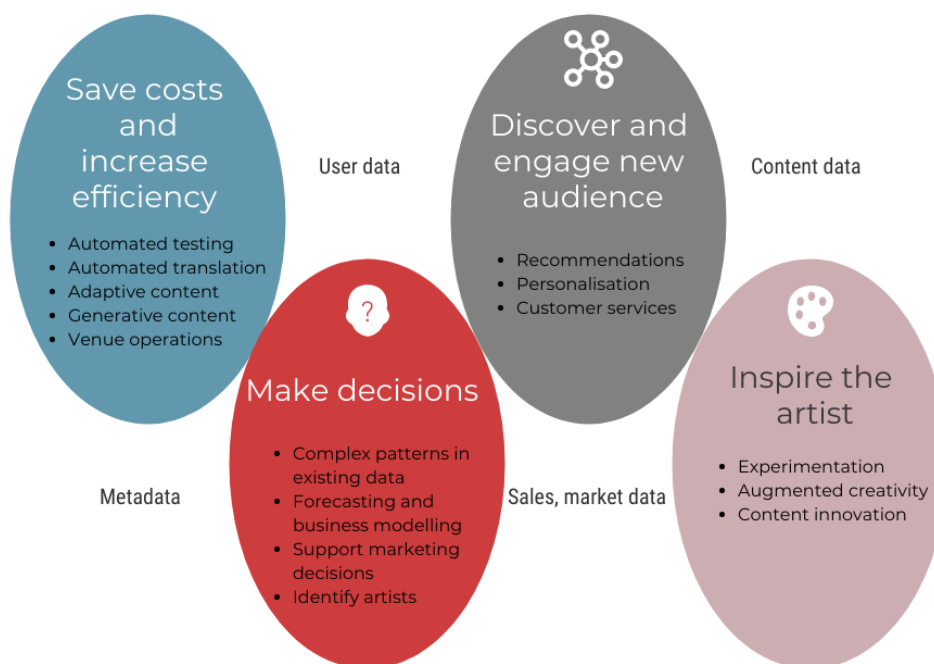 Save costs
and
increase
efficiency
• Automated testing
• Automated translation
• Adaptive content
• Generative content
• Venue operations
User data
Discover and
engage new
audience
• Recommendations
• Personalisation
• Customer services
Content data
?
Make decisions
• Complex patterns in
existing data
• Forecasting and
business modelling
• Support marketing
decisions
• Identify artists
Metadata
Sales, market data
Inspire the
artist
• Experimentation
• Augmented creativity
• Content innovation